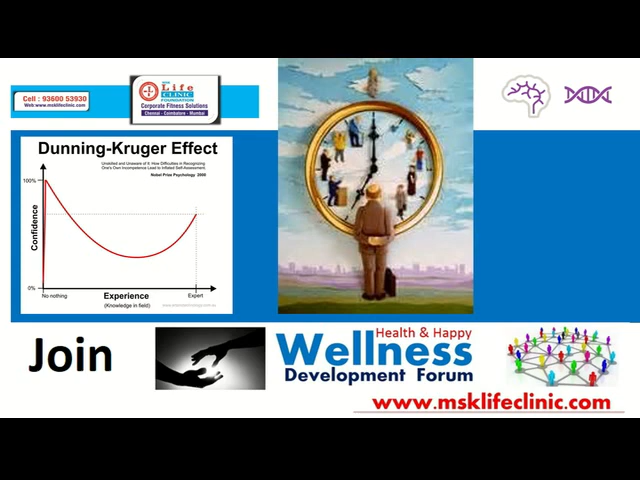 Cell : 93600 53930
Web:www.msklifeclinic.com
MSK
Life
CLINIC
FOUNDATION
Corporate Fitness Solutions
Chennai - Coimbatore - Mumbai
Dunning-Kruger Effect
Unskilled and Unaware of It: How Difficulties in Recognizing
One's Own Incompetence Lead to Inflated Self-Assessment.
Nobel Prize Psychology 2000
100%
Confidence
0%
No nothing
Experience
(Knowledge in field)
Expert
Join
Health & Happy
Wellness
Development Forum
www.msklifeclinic.com